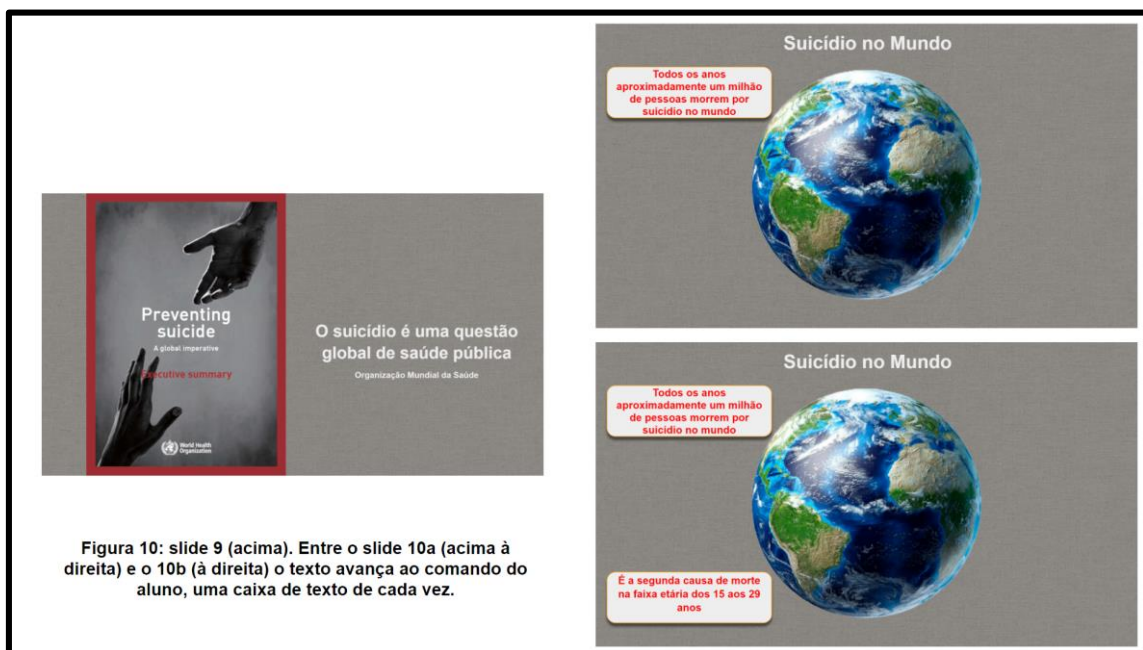 Preventing
suicide
A global imperative
Executive summary
World Health
Organization
O suicídio é uma questão
global de saúde pública
Organização Mundial da Saúde
Figura 10: slide 9 (acima). Entre o slide 10a (acima à
direita) e o 10b (à direita) o texto avança ao comando do
aluno, uma caixa de texto de cada vez.
Suicídio no Mundo
Todos os anos
aproximadamente um milhão
de pessoas morrem por
suicídio no mundo
Suicídio no Mundo
Todos os anos
aproximadamente um milhão
de pessoas morrem por
suicídio no mundo
É a segunda causa de morte
na faixa etária dos 15 aos 29
anos